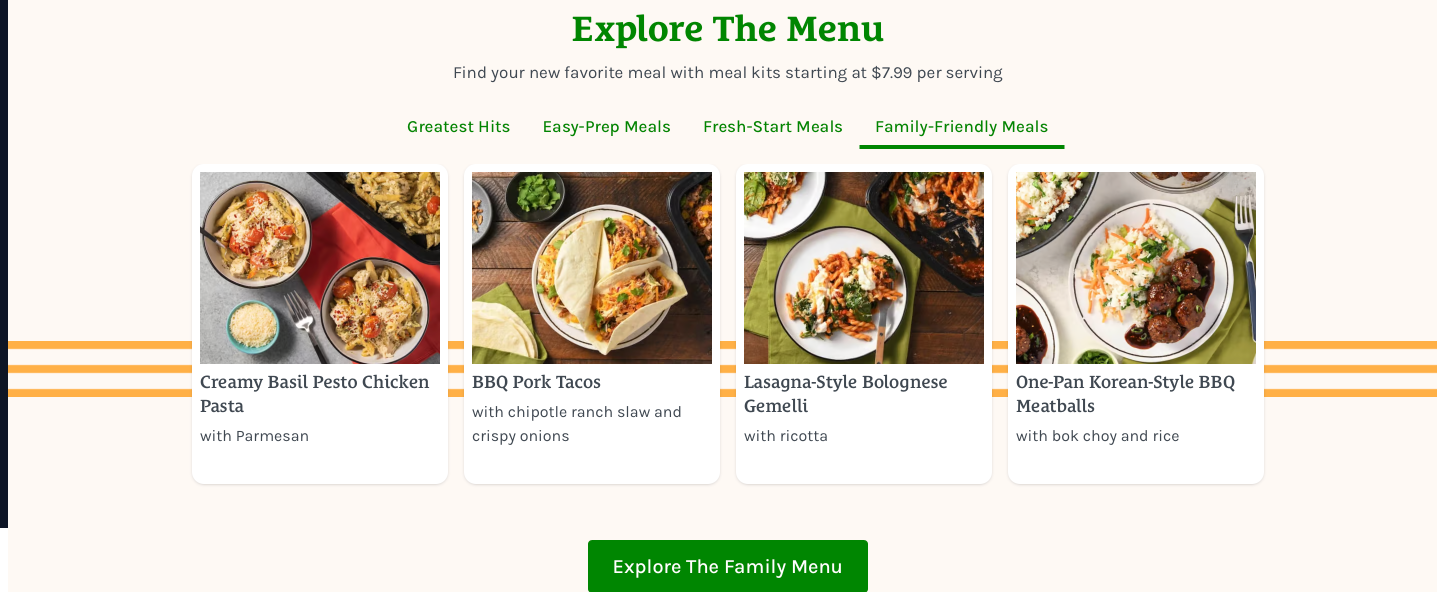 Explore The Menu
Find your new favorite meal with meal kits starting at $7.99 per serving
Greatest Hits
Easy-Prep Meals
Fresh-Start Meals
Family-Friendly Meals
Creamy Basil Pesto Chicken
Pasta
with Parmesan
BBQ Pork Tacos
with chipotle ranch slaw and
crispy onions
Lasagna-Style Bolognese
Gemelli
with ricotta
One-Pan Korean-Style BBQ
Meatballs
with bok choy and rice
Explore The Family Menu